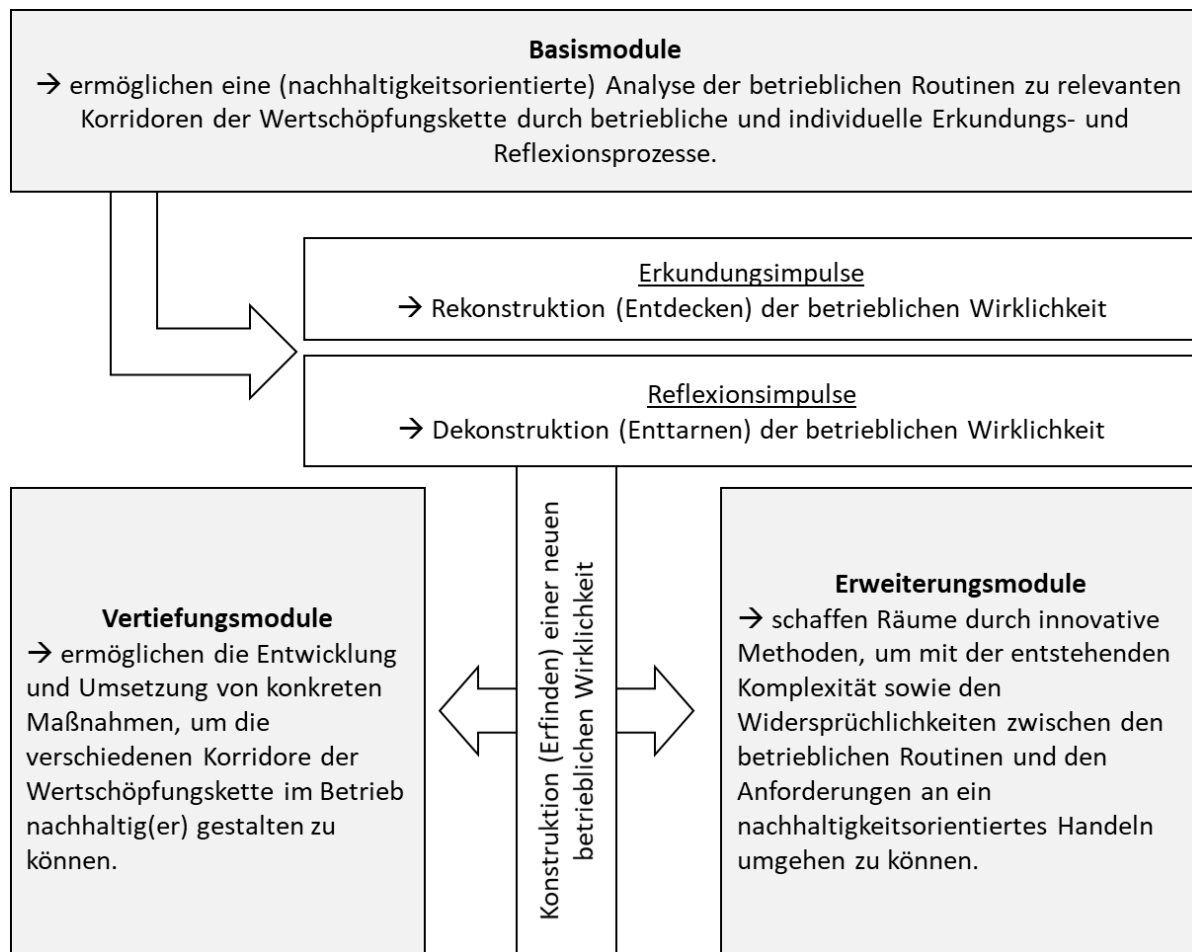 Basismodule
→ ermöglichen eine (nachhaltigkeitsorientierte) Analyse der betrieblichen Routinen zu relevanten
Korridoren der Wertschöpfungskette durch betriebliche und individuelle Erkundungs- und
Reflexionsprozesse.
Erkundungsimpulse
→ Rekonstruktion (Entdecken) der betrieblichen Wirklichkeit
Reflexionsimpulse
→ Dekonstruktion (Enttarnen) der betrieblichen Wirklichkeit
Vertiefungsmodule
→ ermöglichen die Entwicklung
und Umsetzung von konkreten
Maßnahmen, um die
verschiedenen Korridore der
Wertschöpfungskette im Betrieb
nachhaltig(er) gestalten zu
können.
Konstruktion (Erfinden) einer neuen
betrieblichen Wirklichkeit
Erweiterungsmodule
→ schaffen Räume durch innovative
Methoden, um mit der entstehenden
Komplexität sowie den
Widersprüchlichkeiten zwischen den
betrieblichen Routinen und den
Anforderungen an ein
nachhaltigkeitsorientiertes Handeln
umgehen zu können.